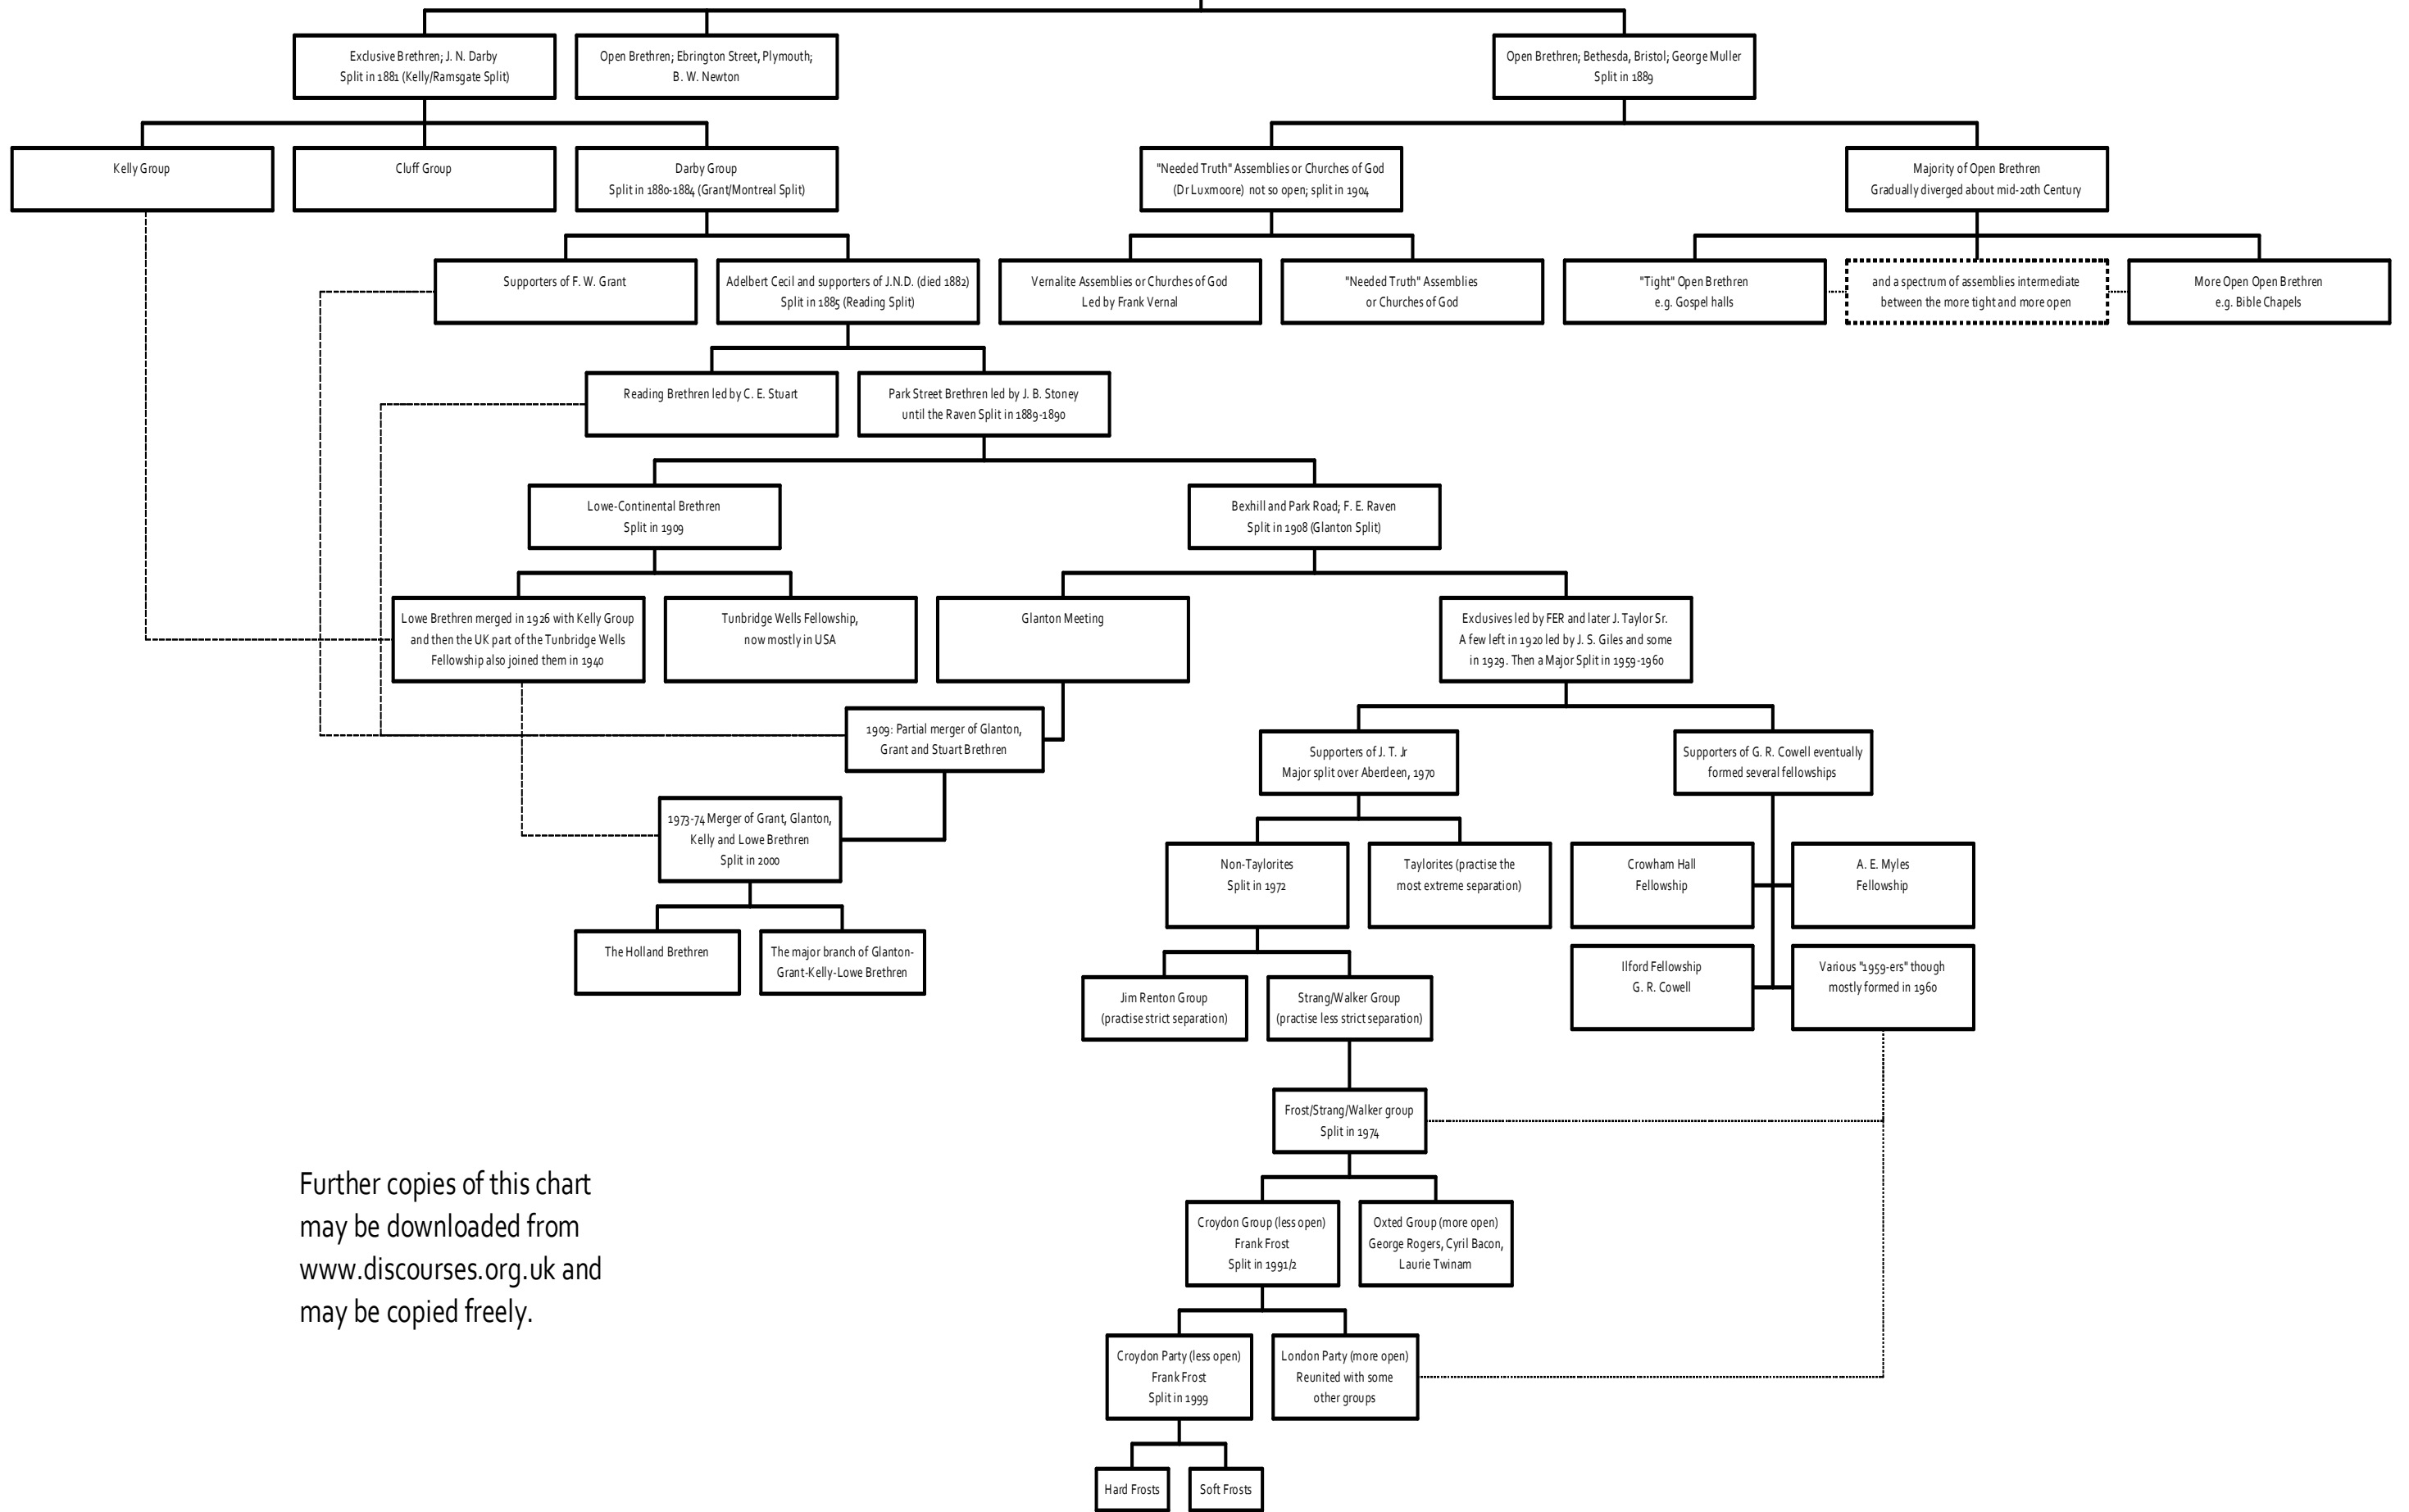 Exclusive Brethren; J. N. Darby
Split in 1881 (Kelly/Ramsgate Split)
Open Brethren; Ebrington Street, Plymouth;
B. W. Newton
Open Brethren; Bethesda, Bristol; George Muller
Split in 1889
Kelly Group
Cluff Group
Darby Group
Split in 1880-1884 (Grant/Montreal Split)
"Needed Truth" Assemblies or Churches of God
(Dr Luxmoore) not so open; split in 1904
Majority of Open Brethren
Gradually diverged about mid-20th Century
Supporters of F. W. Grant
Adelbert Cecil and supporters of J.N.D. (died 1882)
Split in 1885 (Reading Split)
Vernalite Assemblies or Churches of God
Led by Frank Vernal
"Needed Truth" Assemblies
or Churches of God
"Tight" Open Brethren
e.g. Gospel halls
and a spectrum of assemblies intermediate
between the more tight and more open
More Open Open Brethren
e.g. Bible Chapels
Reading Brethren led by C. E. Stuart
Park Street Brethren led by J. B. Stoney
until the Raven Split in 1889-1890
Lowe-Continental Brethren
Split in 1909
Bexhill and Park Road; F. E. Raven
Split in 1908 (Glanton Split)
Lowe Brethren merged in 1926 with Kelly Group
and then the UK part of the Tunbridge Wells
Fellowship also joined them in 1940
Tunbridge Wells Fellowship,
now mostly in USA
Glanton Meeting
Exclusives led by FER and later J. Taylor Sr.
A few left in 1920 led by J. S. Giles and some
in 1929. Then a Major Split in 1959-1960
1909: Partial merger of Glanton,
Grant and Stuart Brethren
Supporters of J. T. Jr
Major split over Aberdeen, 1970
Supporters of G. R. Cowell eventually
formed several fellowships
1973-74 Merger of Grant, Glanton,
Kelly and Lowe Brethren
Split in 2000
Non-Taylorites
Split in 1972
Taylorites (practise the
most extreme separation)
Crowham Hall
Fellowship
A. E. Myles
Fellowship
The Holland Brethren
The major branch of Glanton-
Grant-Kelly-Lowe Brethren
Ilford Fellowship
G. R. Cowell
Various "1959-ers" though
mostly formed in 1960
Jim Renton Group
(practise strict separation)
Strang/Walker Group
(practise less strict separation)
Frost/Strang/Walker group
Split in 1974
Further copies of this chart
may be downloaded from
www.discourses.org.uk and
may be copied freely.
Croydon Group (less open)
Frank Frost
Split in 1991/2
Oxted Group (more open)
George Rogers, Cyril Bacon,
Laurie Twinam
Croydon Party (less open)
Frank Frost
Split in 1999
London Party (more open)
Reunited with some
other groups
Hard Frosts
Soft Frosts